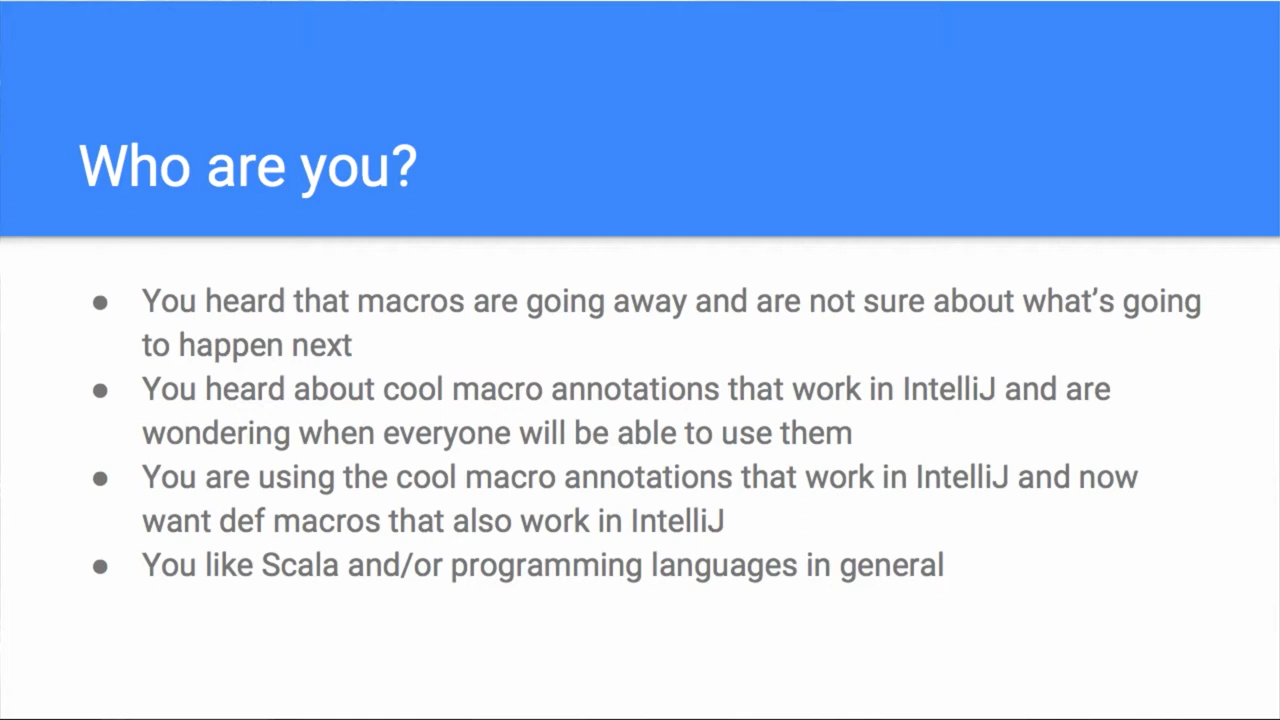 Who are you?
● You heard that macros are going away and are not sure about what’s going
to happen next
● You heard about cool macro annotations that work in IntelliJ and are
wondering when everyone will be able to use them
● You are using the cool macro annotations that work in IntelliJ and now
want def macros that also work in IntelliJ
● You like Scala and/or programming languages in general